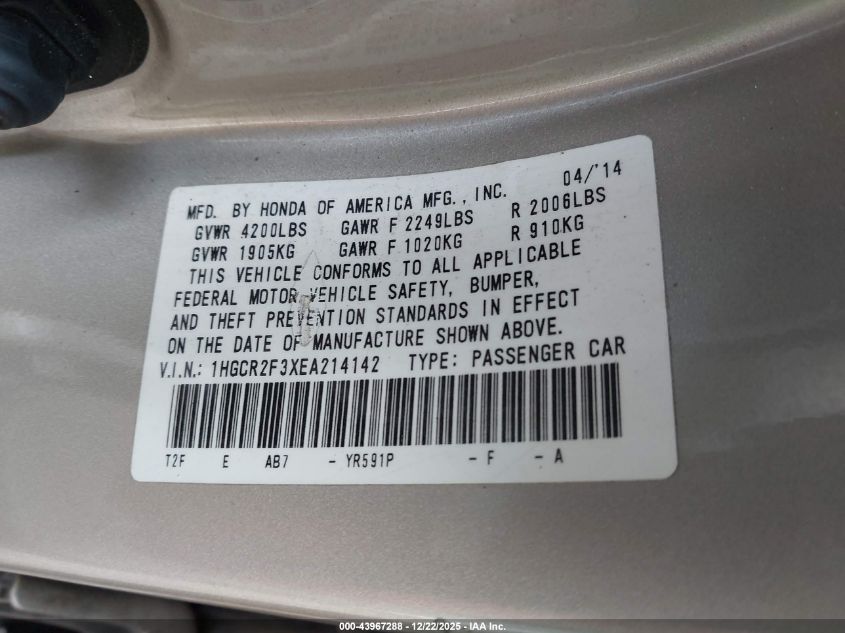 04/'14
MFD. BY HONDA OF AMERICA MFG., INC.
GVWR 4200LBS GAWR F 2249LBS R 2006LBS
GVWR 1905KG GAWR F 1020KG R 910KG
THIS VEHICLE CONFORMS TO ALL APPLICABLE
FEDERAL MOTOR VEHICLE SAFETY, BUMPER,
AND THEFT PREVENTION STANDARDS IN EFFECT
ON THE DATE OF MANUFACTURE SHOWN ABOVE.
V.I.N.: 1HGCR2F3XEA214142 TYPE: PASSENGER CAR
T2F E AB7 - YR591P - F - A
000-43967288 - 12/22/2025 - IAA Inc.